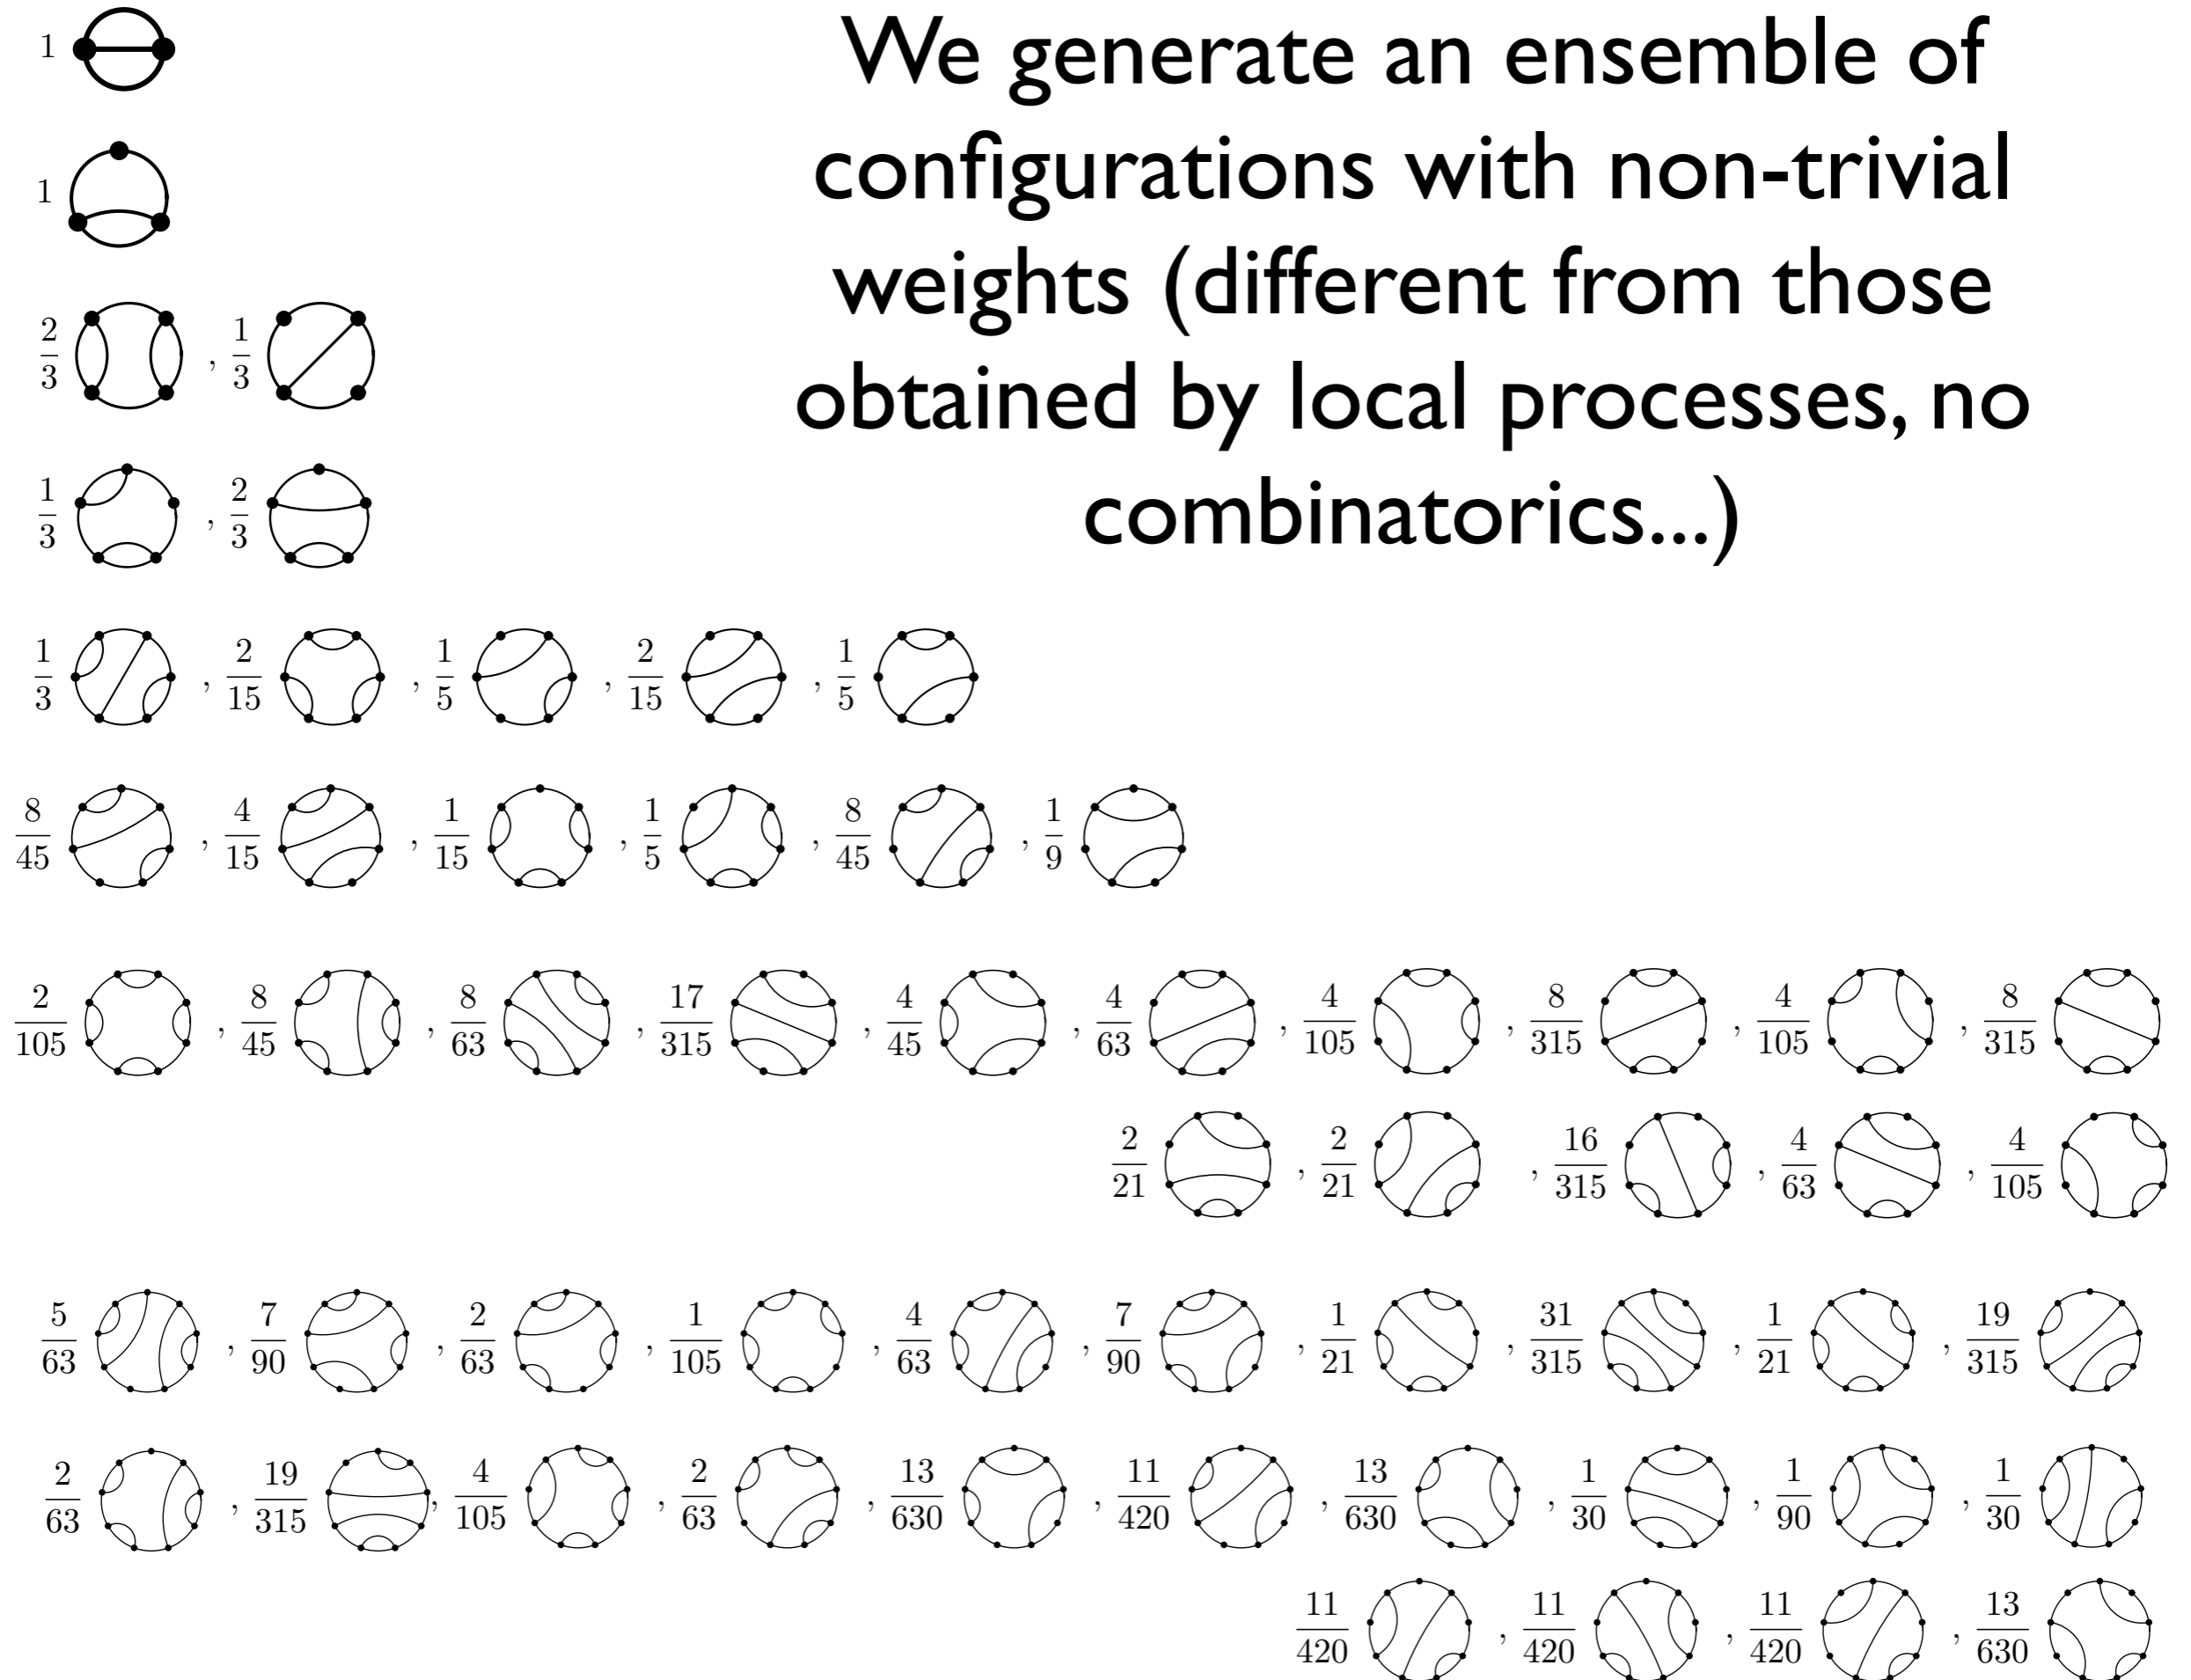 We generate an ensemble of
configurations with non-trivial
weights (different from those
obtained by local processes, no
combinatorics...)
1
1
2/3 , 1/3
1/3 , 2/3
1/3 , 2/15 , 1/5 , 2/15 , 1/5
8/45 , 4/15 , 1/15 , 1/5 , 8/45 , 1/9
2/105 , 8/45 , 8/63 , 17/315 , 4/45 , 4/63 , 4/105 , 8/315 , 4/105 , 8/315
2/21 , 2/21 , 16/315 , 4/63 , 4/105
5/63 , 7/90 , 2/63 , 1/105 , 4/63 , 7/90 , 1/21 , 31/315 , 1/21 , 19/315
2/63 , 19/315 , 4/105 , 2/63 , 13/630 , 11/420 , 13/630 , 1/30 , 1/90 , 1/30
11/420 , 11/420 , 11/420 , 13/630